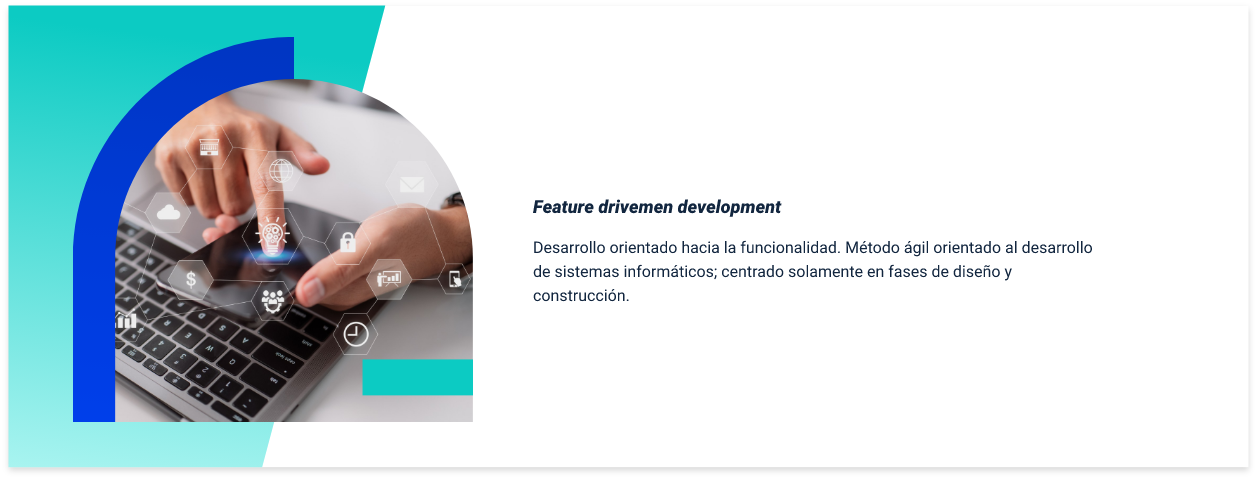 Feature drivemen development
Desarrollo orientado hacia la funcionalidad. Método ágil orientado al desarrollo
de sistemas informáticos; centrado solamente en fases de diseño y
construcción.